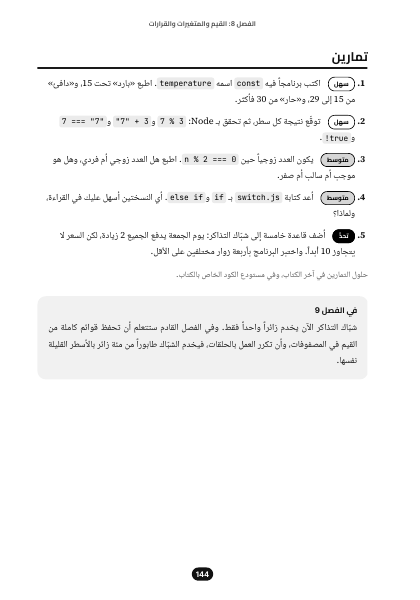 الفصل 8: القيم والمتغيرات والقرارات
تمارين
1. سهل اكتب برنامجاً فيه const اسمه temperature. اطبع «بارد» تحت 15، و«دافئ»
من 15 إلى 29، و«حار» من 30 فأكثر.
2. سهل توقّع نتيجة كل سطر، ثم تحقق بـ Node: 7 % 3 و "7" + 3 و 7 === "7"
و !true.
3. متوسط يكون العدد زوجياً حين n % 2 === 0. اطبع هل العدد زوجي أم فردي، وهل هو
موجب أم سالب أم صفر.
4. متوسط أعد كتابة switch.js بـ if و else if. أي النسختين أسهل عليك في القراءة،
ولماذا؟
5. تحدٍّ أضف قاعدة خامسة إلى شبّاك التذاكر: يوم الجمعة يدفع الجميع 2 زيادة، لكن السعر لا
يتجاوز 10 أبداً. واختبر البرنامج بأربعة زوار مختلفين على الأقل.
حلول التمارين في آخر الكتاب، وفي مستودع الكود الخاص بالكتاب.
في الفصل 9
شبّاك التذاكر الآن يخدم زائراً واحداً فقط. وفي الفصل القادم ستتعلم أن تحفظ قوائم كاملة من
القيم في المصفوفات، وأن تكرر العمل بالحلقات، فيخدم الشبّاك طابوراً من مئة زائر بالأسطر القليلة
نفسها.
144